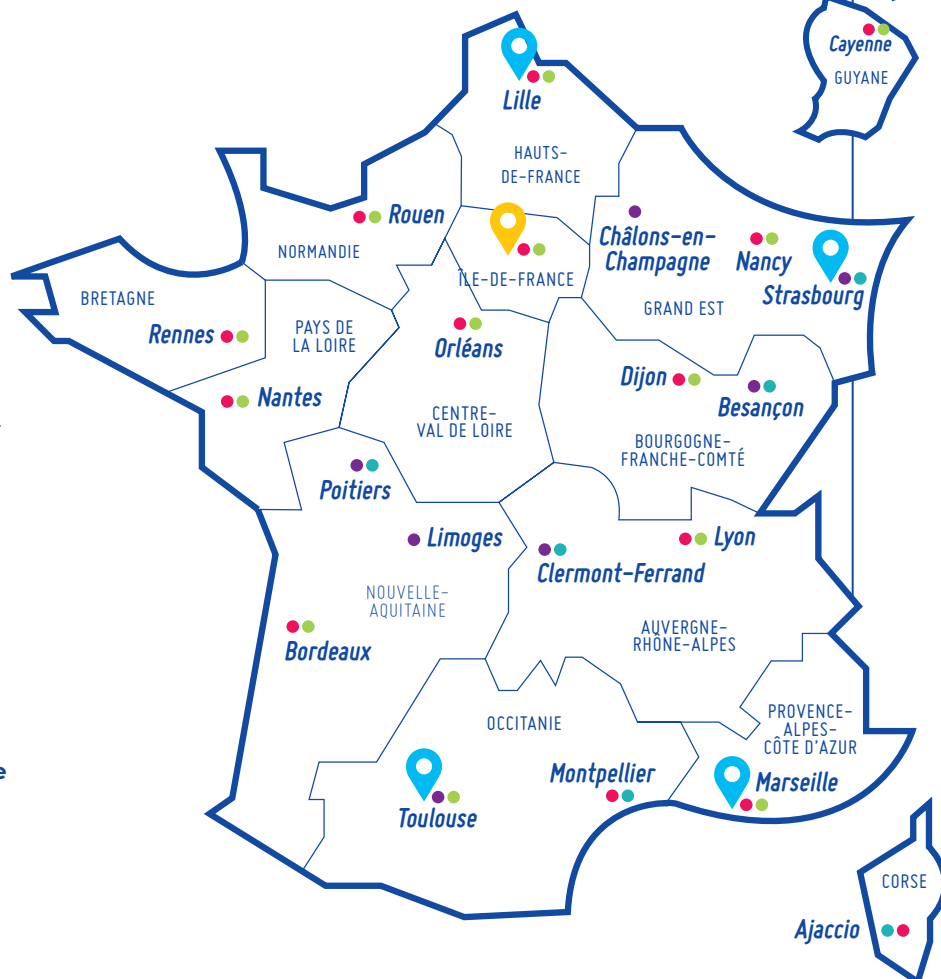 Cayenne
GUYANE
Lille
HAUTS-
DE-FRANCE
Rouen
NORMANDIE
ÎLE-DE-FRANCE
Châlons-en-
Champagne
Nancy
Strasbourg
GRAND EST
BRETAGNE
Rennes
PAYS DE
LA LOIRE
Orléans
Nantes
Dijon
Besançon
CENTRE-
VAL DE LOIRE
BOURGOGNE-
FRANCHE-COMTÉ
Poitiers
Limoges
Clermont-Ferrand
Lyon
NOUVELLE-
AQUITAINE
Bordeaux
AUVERGNE-
RHÔNE-ALPES
OCCITANIE
PROVENCE-
ALPES-
CÔTE D'AZUR
e
Montpellier
Marseille
Toulouse
CORSE
Ajaccio